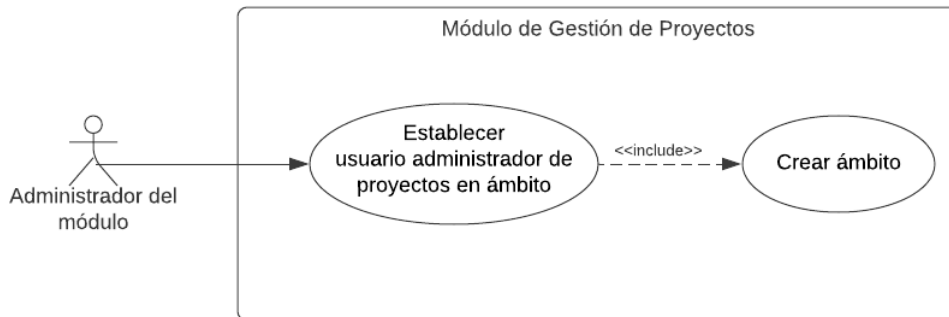 Módulo de Gestión de Proyectos
Establecer
usuario administrador de
proyectos en ámbito
<<include>>
Crear ámbito
Administrador del
módulo